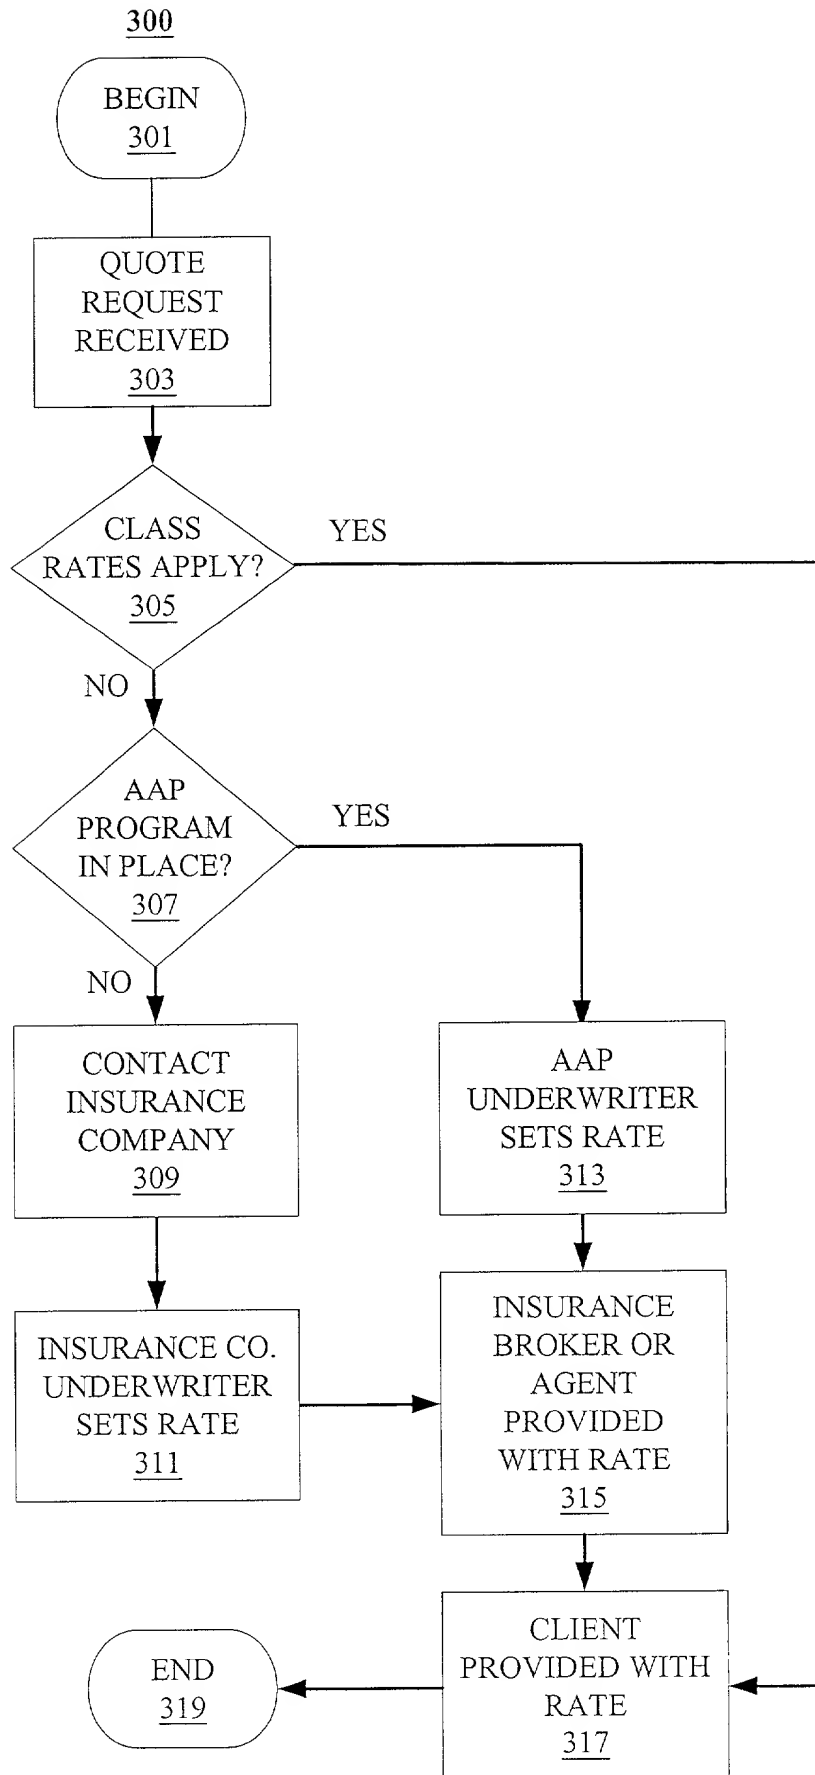 300
BEGIN
301
QUOTE
REQUEST
RECEIVED
303
CLASS
RATES APPLY?
305
YES
NO
AAP
PROGRAM
IN PLACE?
307
YES
NO
CONTACT
INSURANCE
COMPANY
309
AAP
UNDERWRITER
SETS RATE
313
INSURANCE CO.
UNDERWRITER
SETS RATE
311
INSURANCE
BROKER OR
AGENT
PROVIDED
WITH RATE
315
CLIENT
PROVIDED WITH
RATE
317
END
319